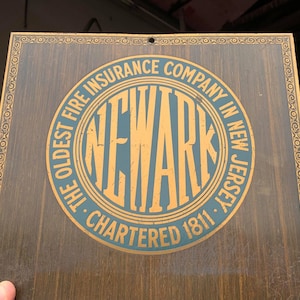 THE OLDEST FIRE INSURANCE COMPANY IN NEW JERSEY
NEWARK
· CHARTERED 1811 ·